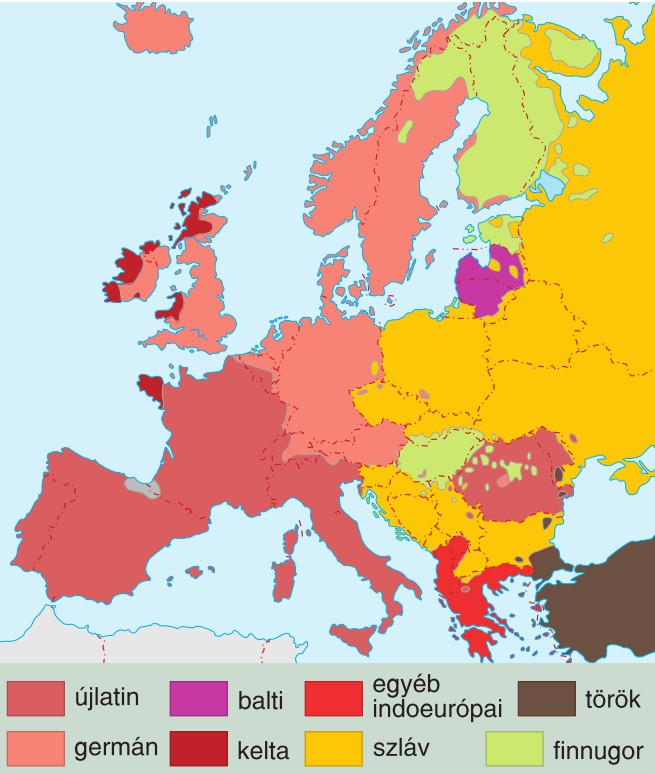 újlatin
balti
egyéb
indoeurópai
török
germán
kelta
szláv
finnugor